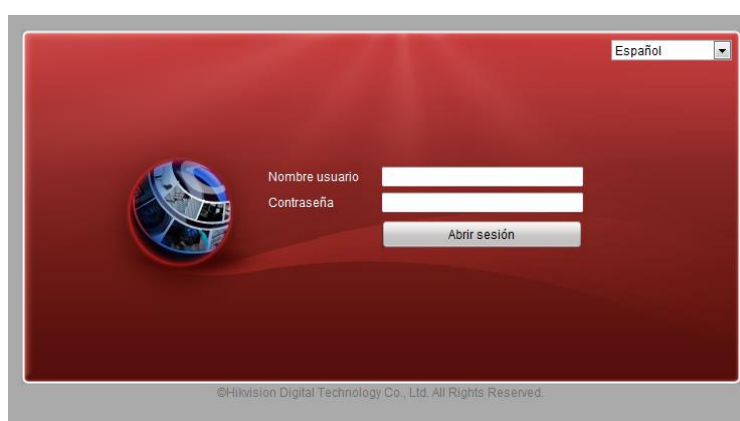 Español
Nombre usuario
Contraseña
Abrir sesión
©Hikvision Digital Technology Co., Ltd. All Rights Reserved.